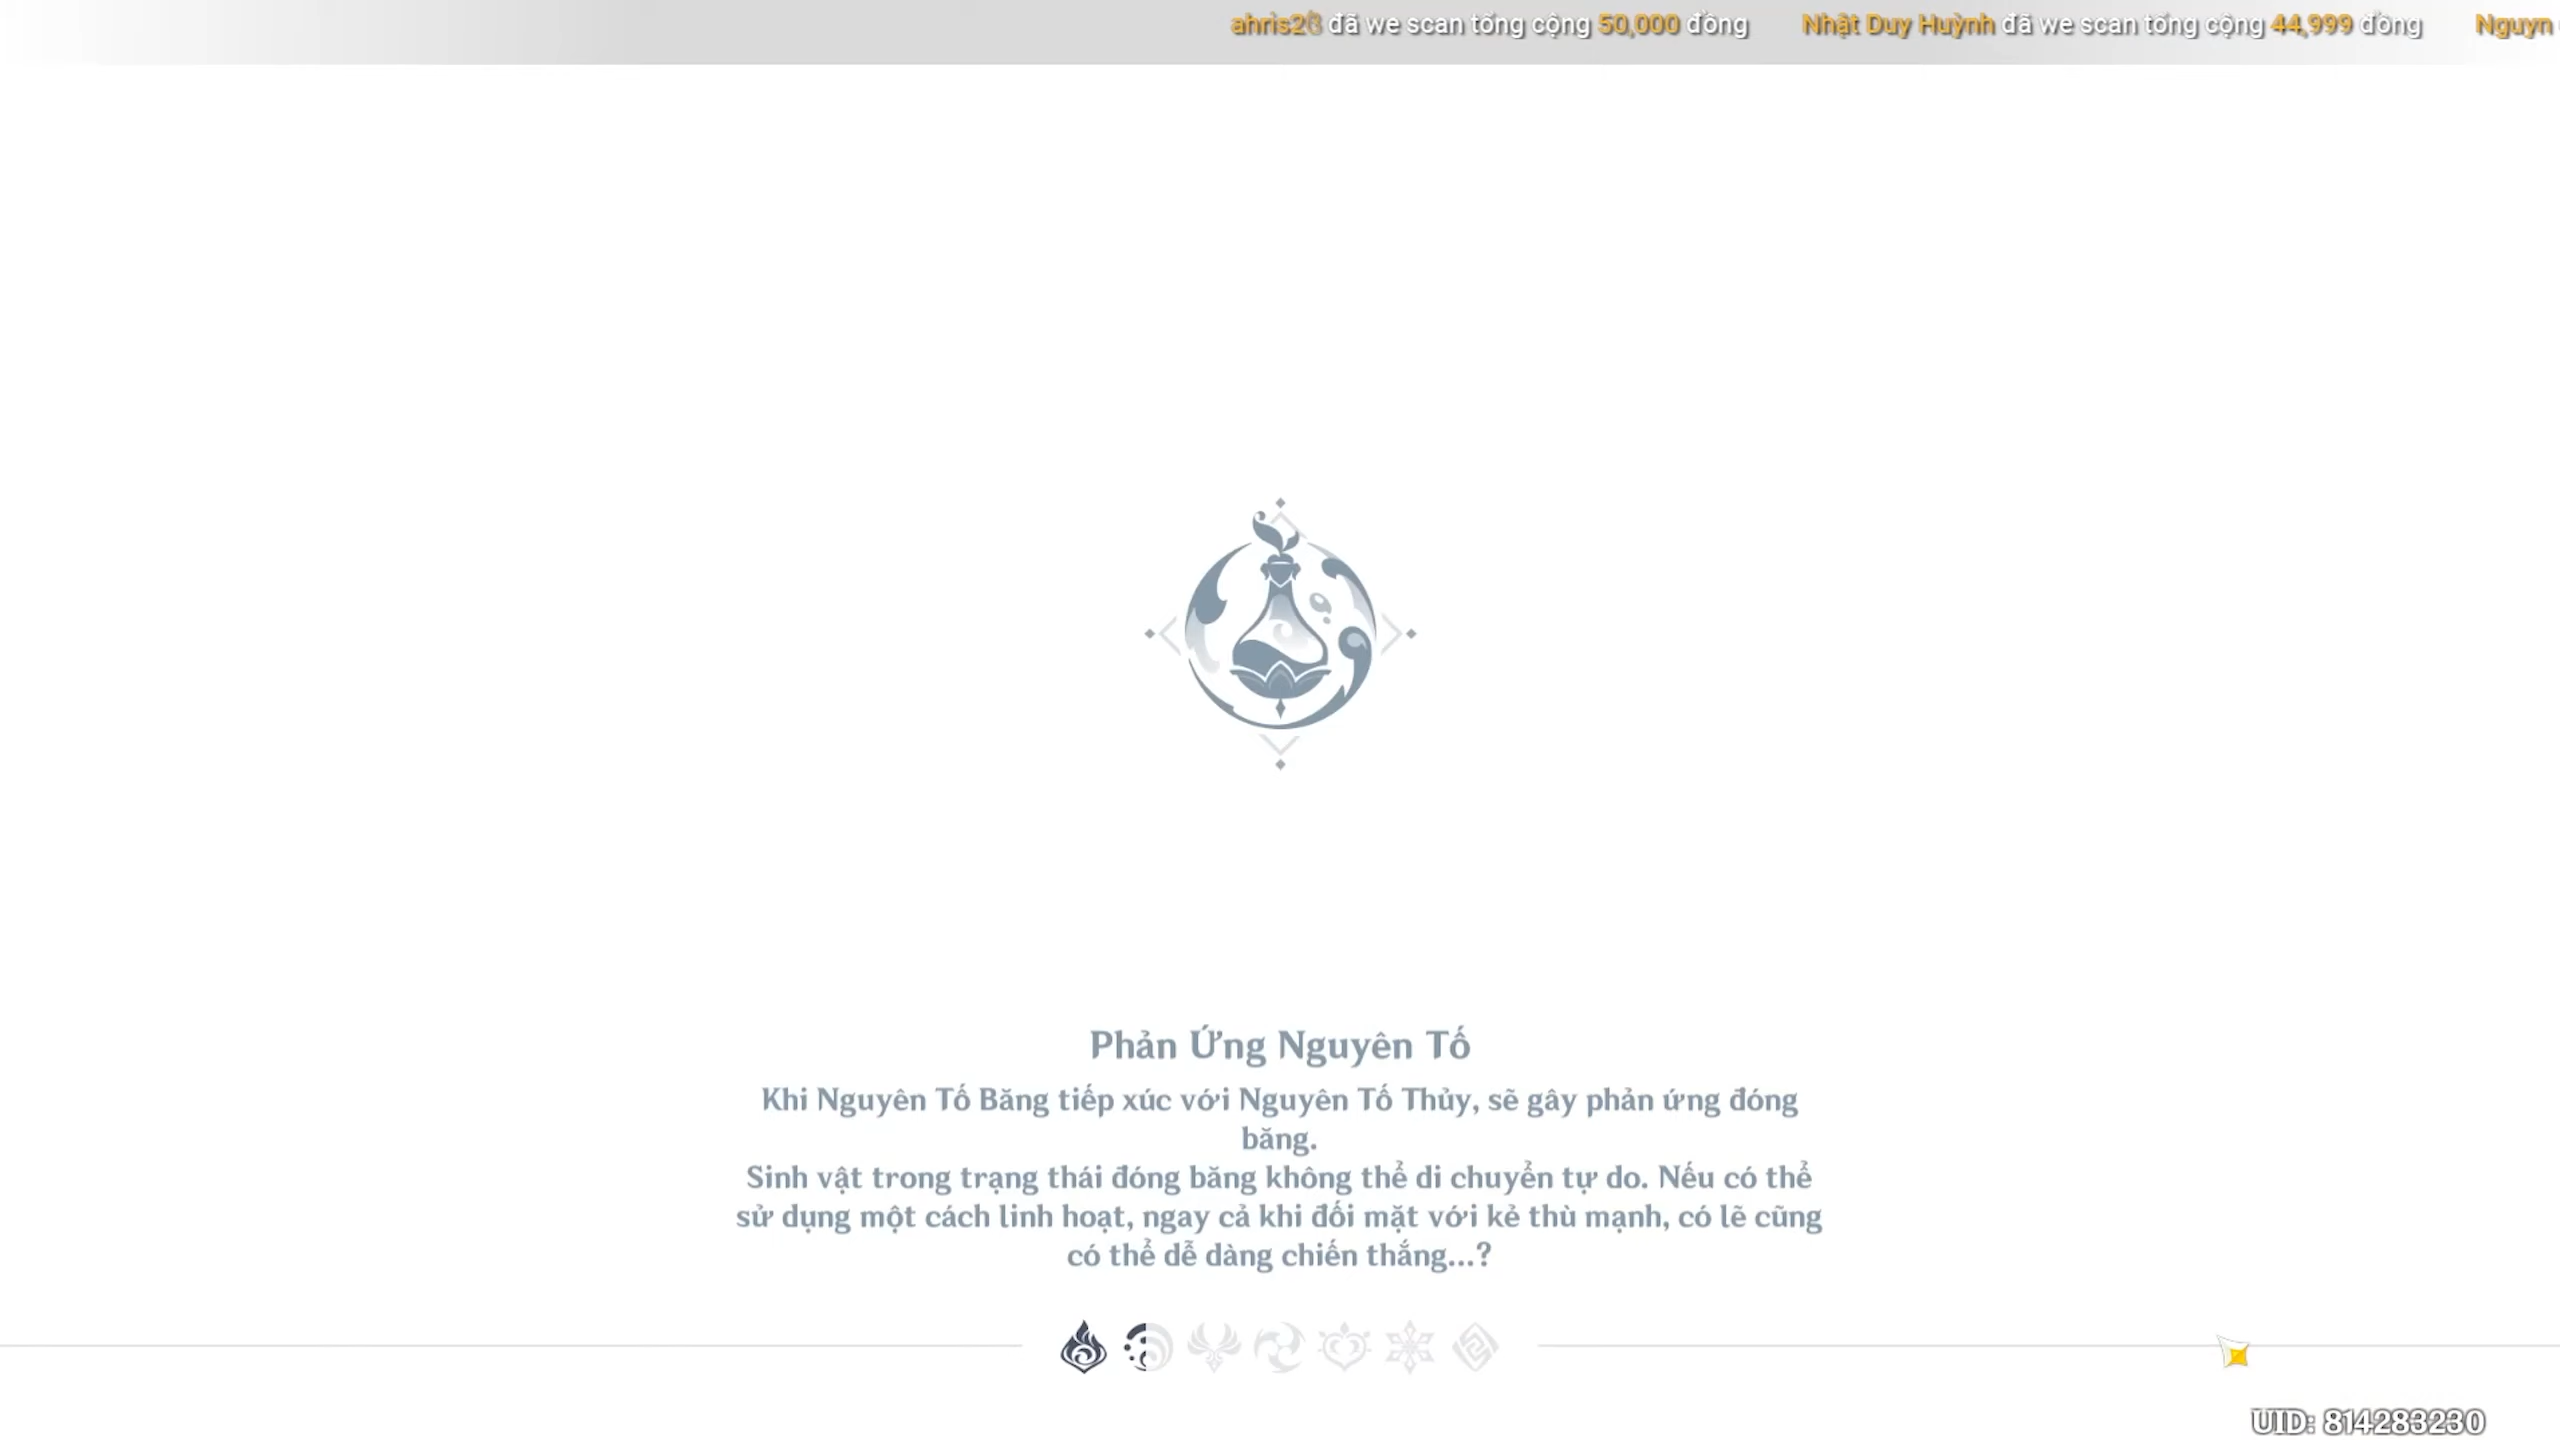 đã we scan tổng cộng 50,000 đồng Nhật Duy Huỳnh đã we scan tổng cộng 44,999 đồng Nguyn
Phản Ứng Nguyên Tố
Khi Nguyên Tố Băng tiếp xúc với Nguyên Tố Thủy, sẽ gây phản ứng đóng
băng.
Sinh vật trong trạng thái đóng băng không thể di chuyển tự do. Nếu có thể
sử dụng một cách linh hoạt, ngay cả khi đối mặt với kẻ thù mạnh, có lẽ cũng
có thể dễ dàng chiến thắng...?
UID: 814283230